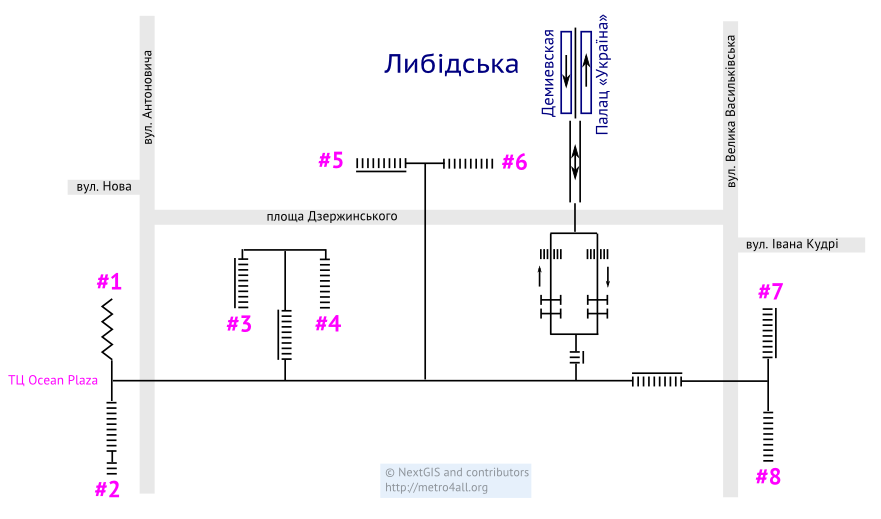 Либідська
Демиевская
Палац «Україна»
вул. Антоновича
вул. Велика Васильківська
#5
#6
вул. Нова
площа Дзержинського
вул. Івана Кудрі
#1
#3
#4
#7
ТЦ Ocean Plaza
#2
#8
© NextGIS and contributors
http://metro4all.org